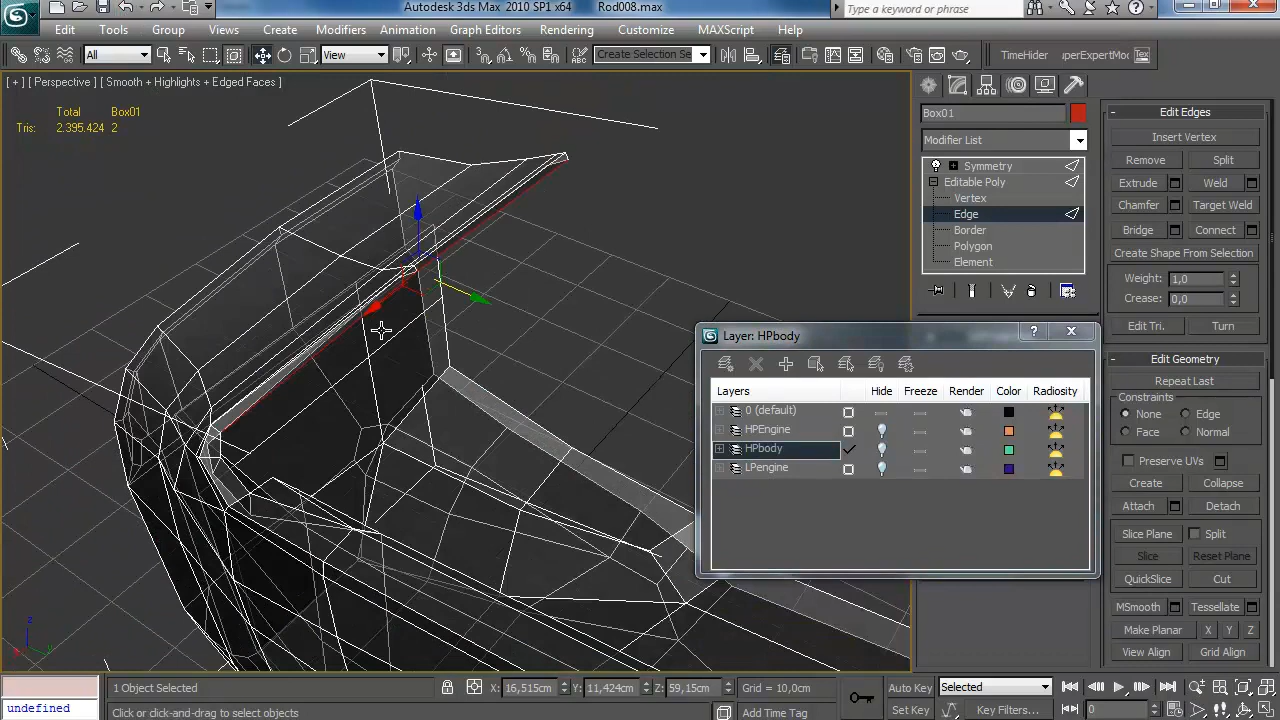 Autodesk 3ds Max 2010 SP1 x64 Rod008.max
Type a keyword or phrase
Edit Tools Group Views Create Modifiers Animation Graph Editors Rendering Customize MAXScript Help
All View Create Selection Se TimeHider uperExpertMoc Tex
[ + ] [ Perspective ] [ Smooth + Highlights + Edged Faces ]
Total Box01
Tris: 2.395.424 2
Box01
Modifier List
Symmetry
Editable Poly
Vertex
Edge
Border
Polygon
Element
Edit Edges
Insert Vertex
Remove Split
Extrude Weld
Chamfer Target Weld
Bridge Connect
Create Shape From Selection
Weight: 1,0
Crease: 0,0
Edit Tri. Turn
Edit Geometry
Repeat Last
Constraints
None Edge
Face Normal
Preserve UVs
Create Collapse
Attach Detach
Slice Plane Split
Slice Reset Plane
QuickSlice Cut
MSmooth Tessellate
Make Planar X Y Z
View Align Grid Align
Layer: HPbody
Layers Hide Freeze Render Color Radiosity
0 (default)
HPEngine
HPbody
LPengine
z
x y
1 Object Selected X: 16,515cm Y: 11,424cm Z: 59,15cm Grid = 10,0cm Auto Key Selected
undefined Click or click-and-drag to select objects Add Time Tag Set Key Key Filters... 0